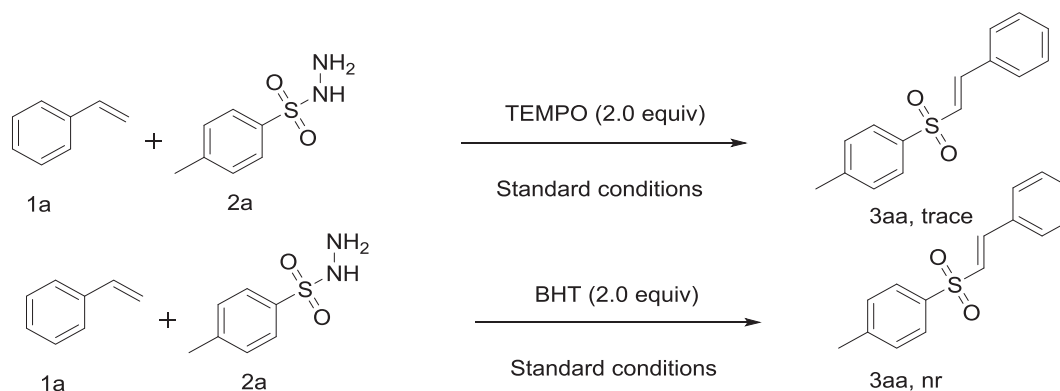 NH2
O
NH
S
O
+
TEMPO (2.0 equiv)
Standard conditions
O
S
O
1a
2a
3aa, trace
NH2
O
NH
S
O
+
BHT (2.0 equiv)
Standard conditions
O
S
O
1a
2a
3aa, nr